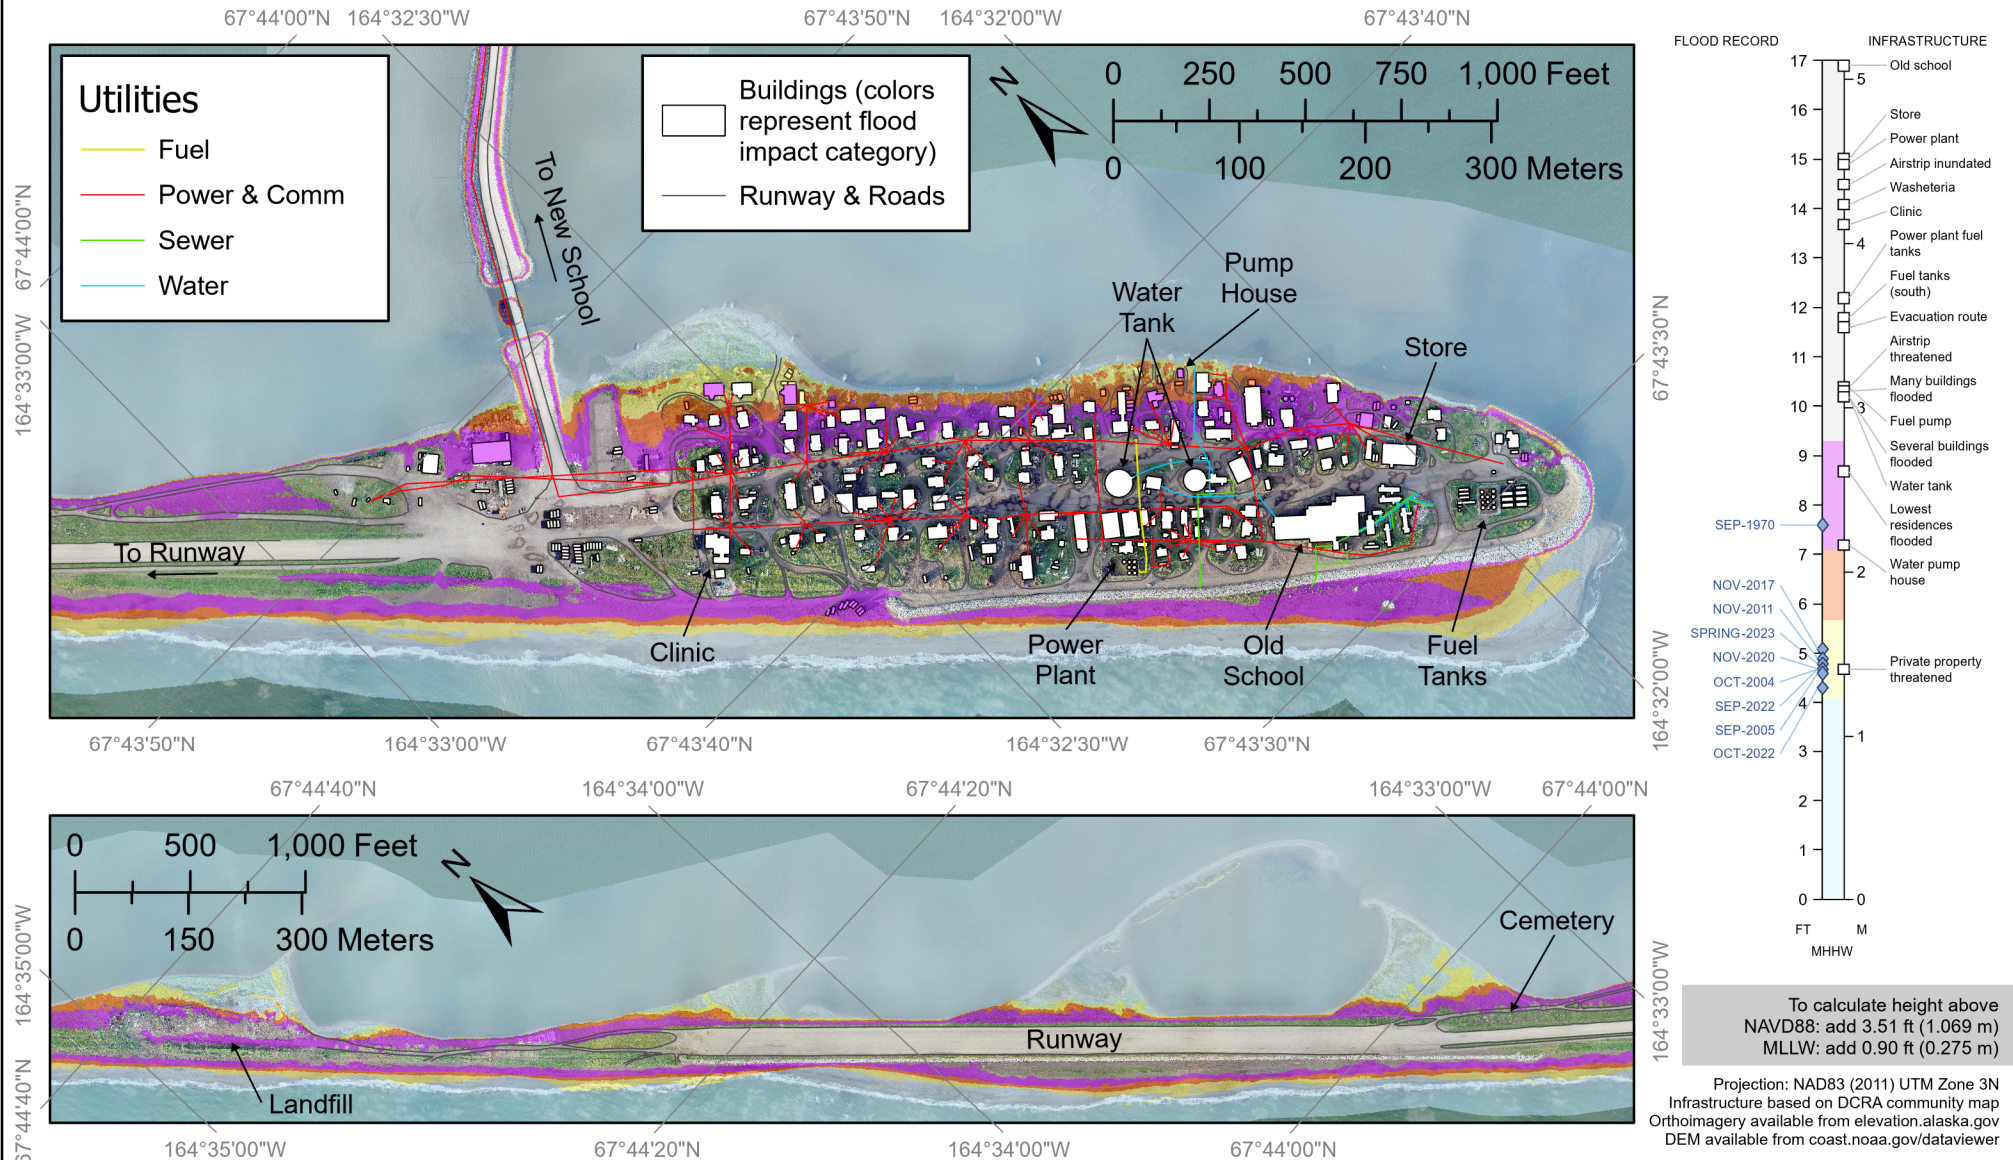 67°44'00"N 164°32'30"W 67°43'50"N 164°32'00"W 67°43'40"N
Utilities
Fuel
Power & Comm
Sewer
Water
Buildings (colors
represent flood
impact category)
Runway & Roads
N
0 250 500 750 1,000 Feet
0 100 200 300 Meters
67°44'00"N
164°33'00"W
67°43'30"N
164°32'00"W
To New School
Pump
House
Water
Tank
Store
To Runway
Clinic
Power
Plant
Old
School
Fuel
Tanks
67°43'50"N 164°33'00"W 67°43'40"N 164°32'30"W 67°43'30"N
67°44'40"N 164°34'00"W 67°44'20"N 164°33'00"W 67°44'00"N
0 500 1,000 Feet
0 150 300 Meters
N
164°35'00"W
67°44'40"N
164°33'00"W
Cemetery
Runway
Landfill
164°35'00"W 67°44'20"N 164°34'00"W 67°44'00"N
FLOOD RECORD
INFRASTRUCTURE
17
16
15
14
13
12
11
10
9
8
7
6
5
4
3
2
1
0
5
4
3
2
1
0
FT
M
MHHW
SEP-1970
NOV-2017
NOV-2011
SPRING-2023
NOV-2020
OCT-2004
SEP-2022
SEP-2005
OCT-2022
Old school
Store
Power plant
Airstrip inundated
Washeteria
Clinic
Power plant fuel
tanks
Fuel tanks
(south)
Evacuation route
Airstrip
threatened
Many buildings
flooded
Fuel pump
Several buildings
flooded
Water tank
Lowest
residences
flooded
Water pump
house
Private property
threatened
To calculate height above
NAVD88: add 3.51 ft (1.069 m)
MLLW: add 0.90 ft (0.275 m)
Projection: NAD83 (2011) UTM Zone 3N
Infrastructure based on DCRA community map
Orthoimagery available from elevation.alaska.gov
DEM available from coast.noaa.gov/dataviewer